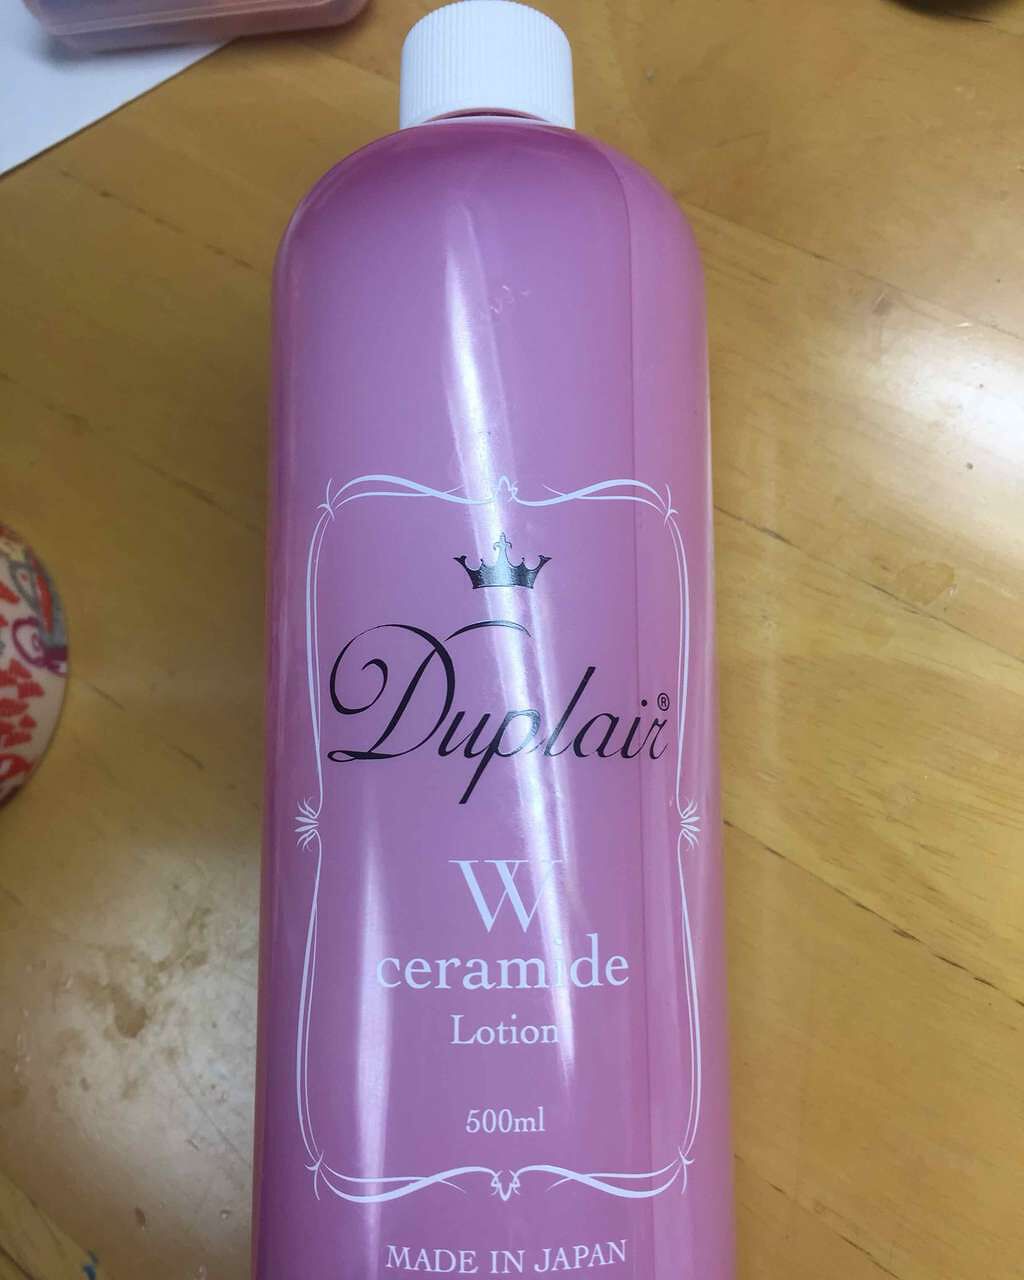 Duplair®
W
ceramide
Lotion
500ml
MADE IN JAPAN